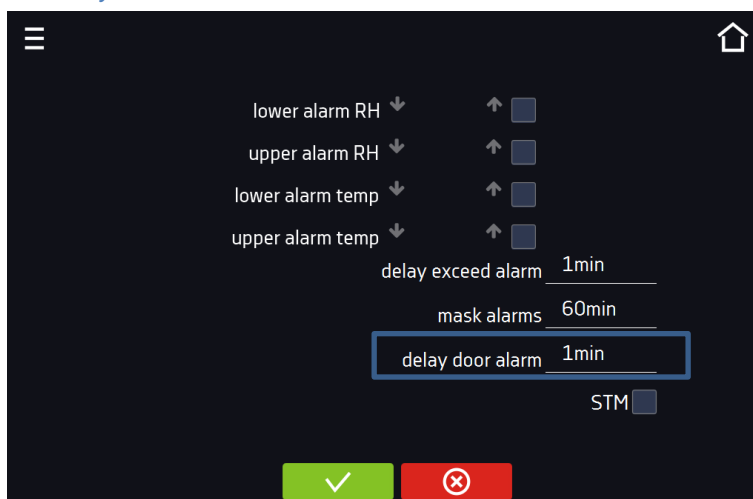 lower alarm RH
upper alarm RH
lower alarm temp
upper alarm temp
delay exceed alarm 1min
mask alarms 60min
delay door alarm 1min
STM